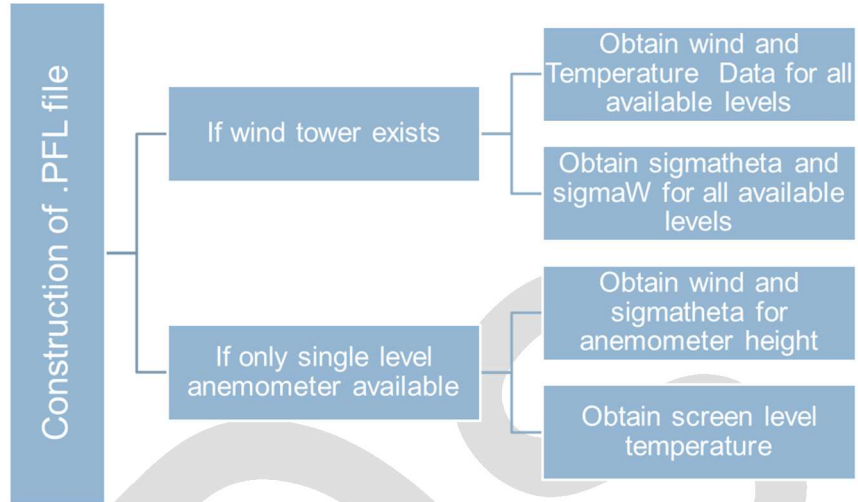 Construction of .PFL file
If wind tower exists
Obtain wind and
Temperature Data for all
available levels
Obtain sigmatheta and
sigmaW for all available
levels
If only single level
anemometer available
Obtain wind and
sigmatheta for
anemometer height
Obtain screen level
temperature